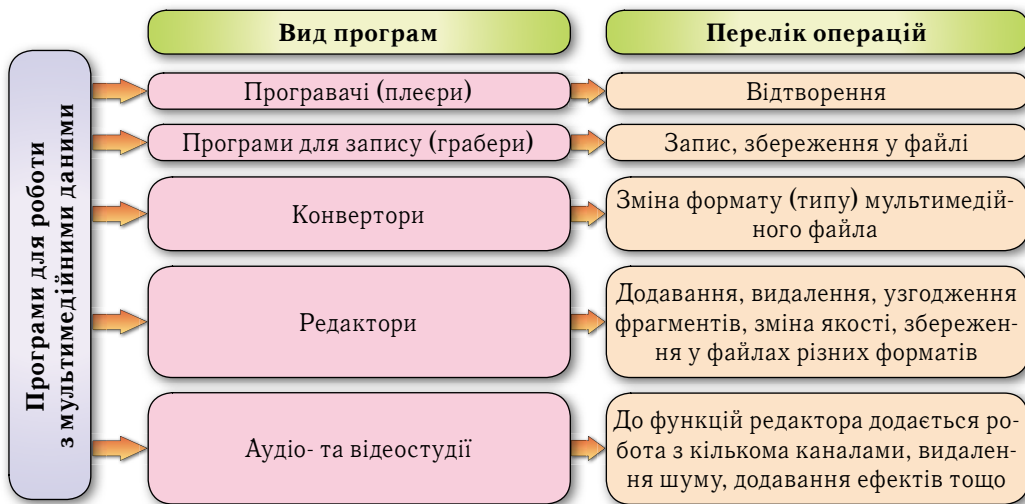 Вид програм
Перелік операцій
Програми для роботи
з мультимедійними даними
Програвачі (плеєри)
Відтворення
Програми для запису (грабери)
Запис, збереження у файлі
Конвертори
Зміна формату (типу) мультимедій-
ного файла
Редактори
Додавання, видалення, узгодження
фрагментів, зміна якості, збережен-
ня у файлах різних форматів
Аудіо- та відеостудії
До функцій редактора додається ро-
бота з кількома каналами, видален-
ня шуму, додавання ефектів тощо